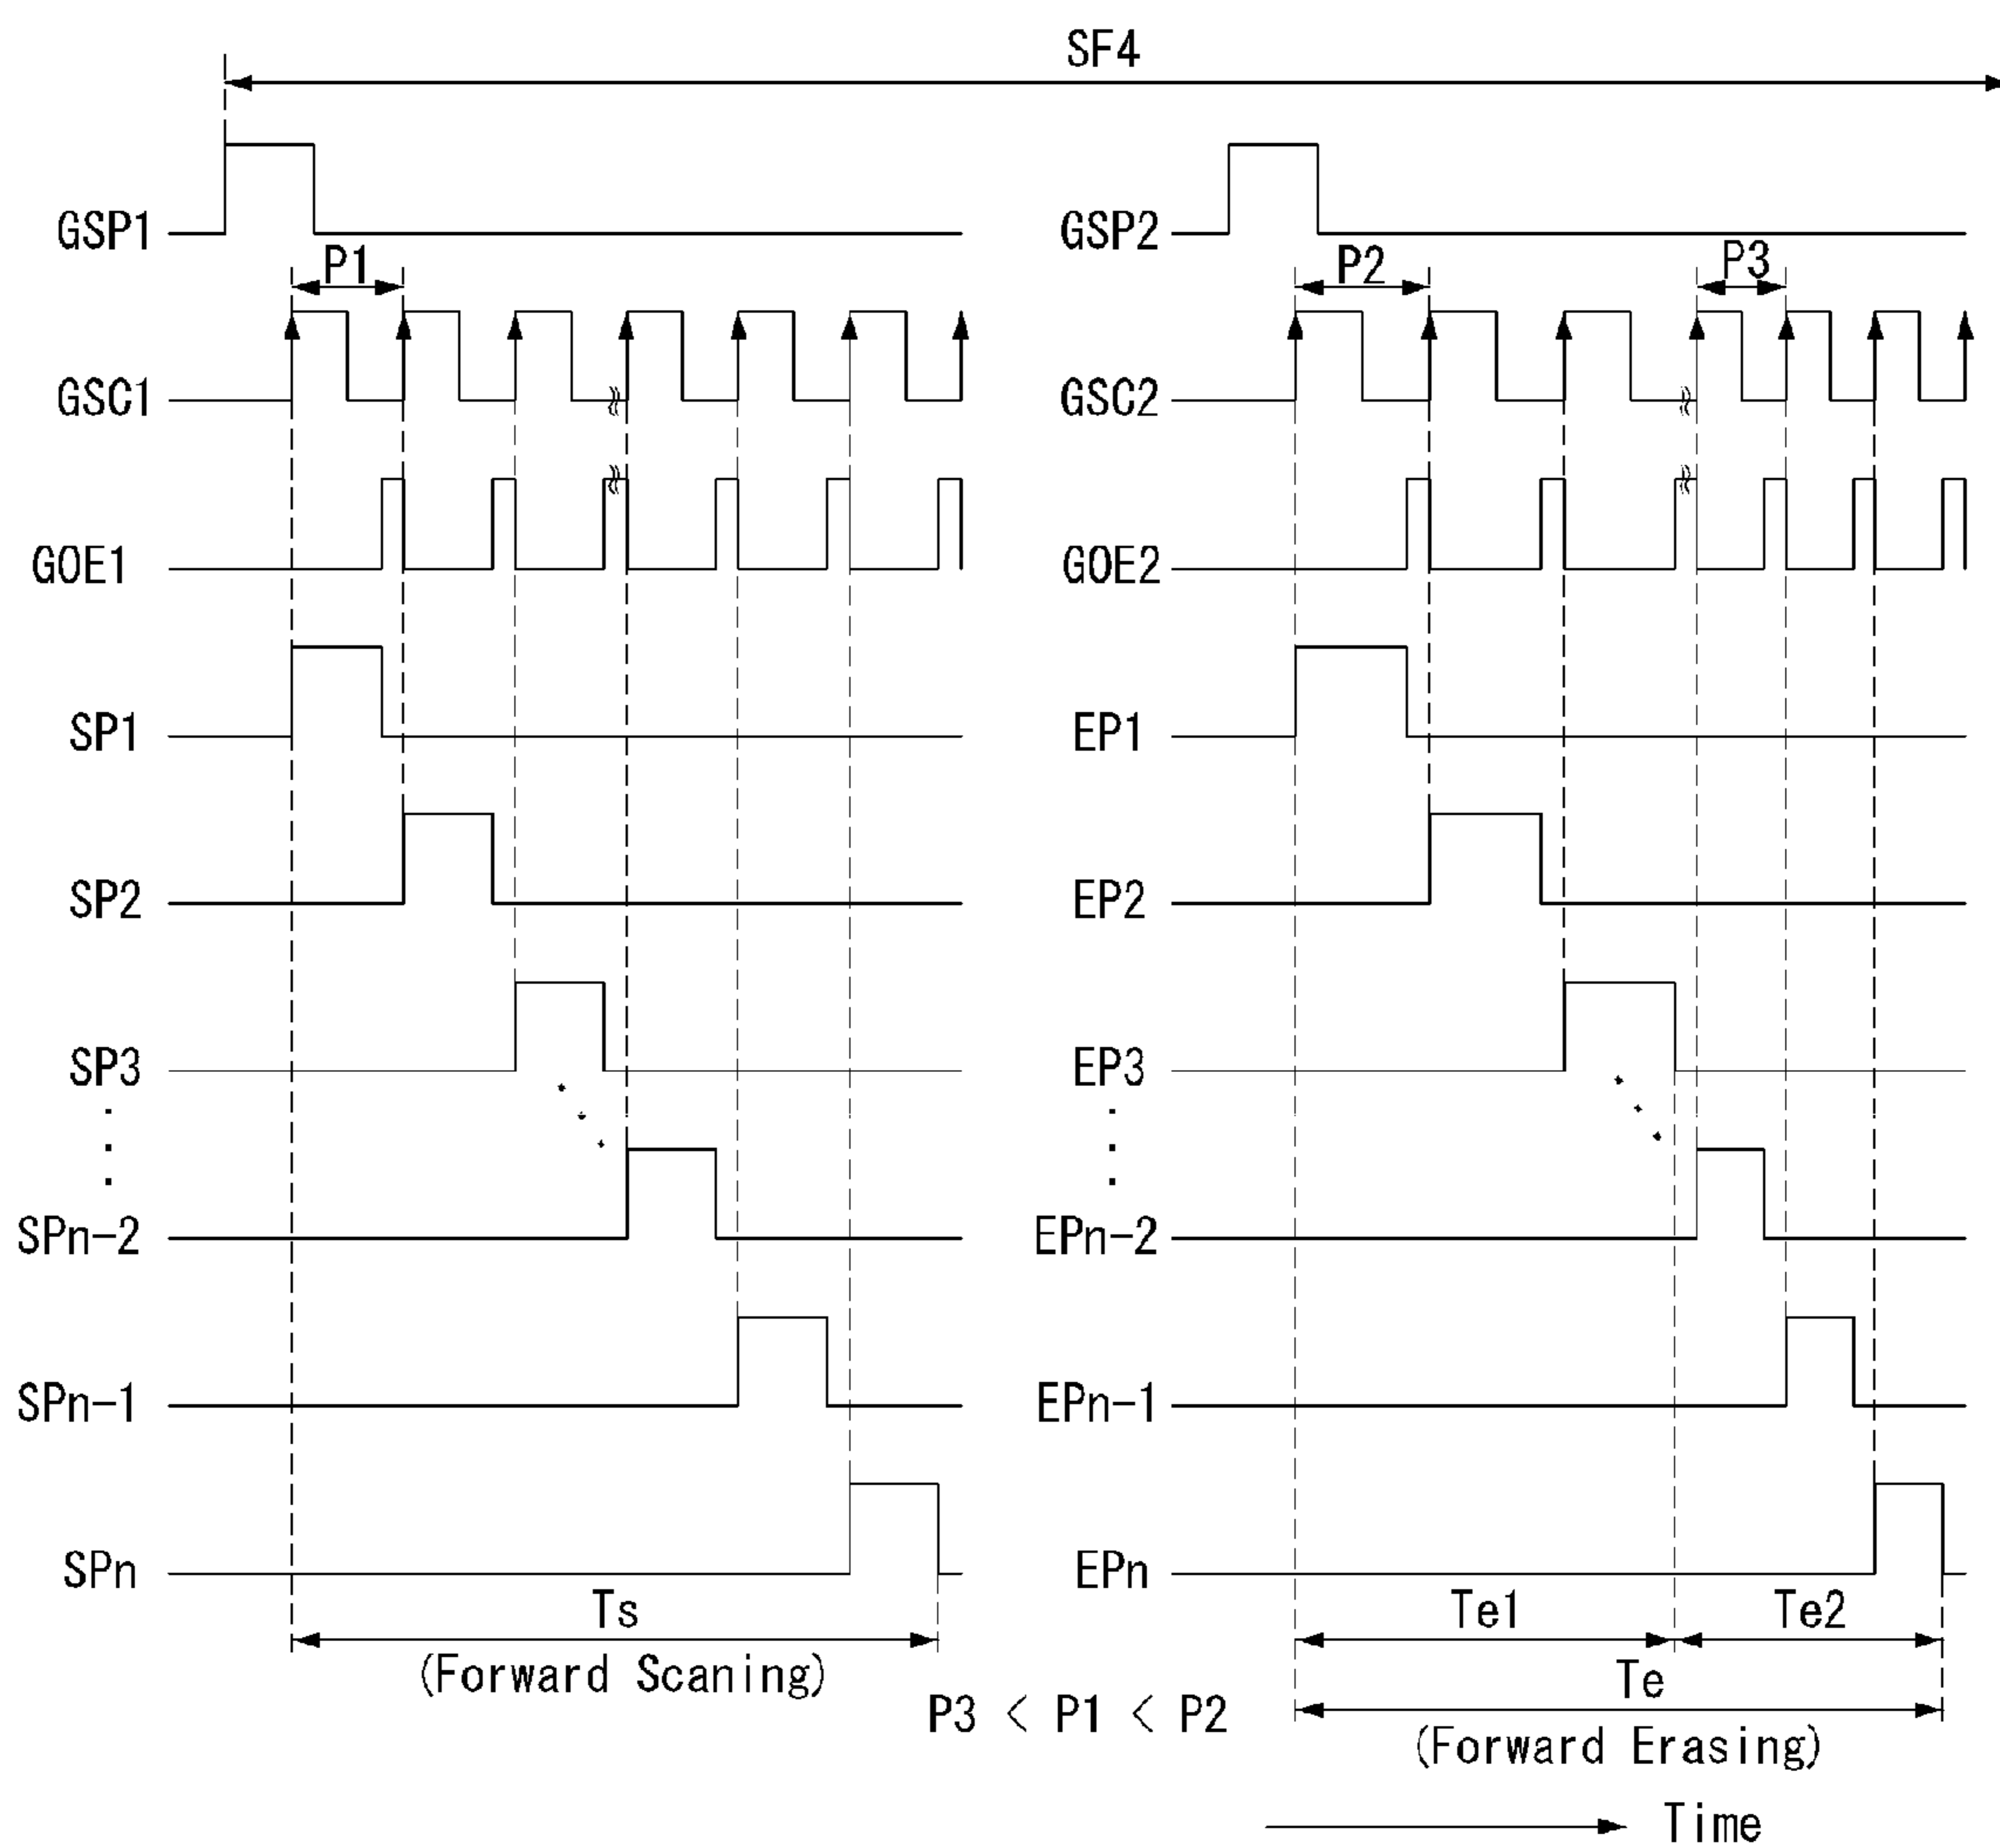 SF4
GSP1
GSP2
P1
P2
P3
GSC1
GSC2
GOE1
GOE2
SP1
EP1
SP2
EP2
SP3
EP3
SPn-2
EPn-2
SPn-1
EPn-1
SPn
EPn
Ts
Te1
Te2
(Forward Scaning)
Te
P3 < P1 < P2
(Forward Erasing)
Time